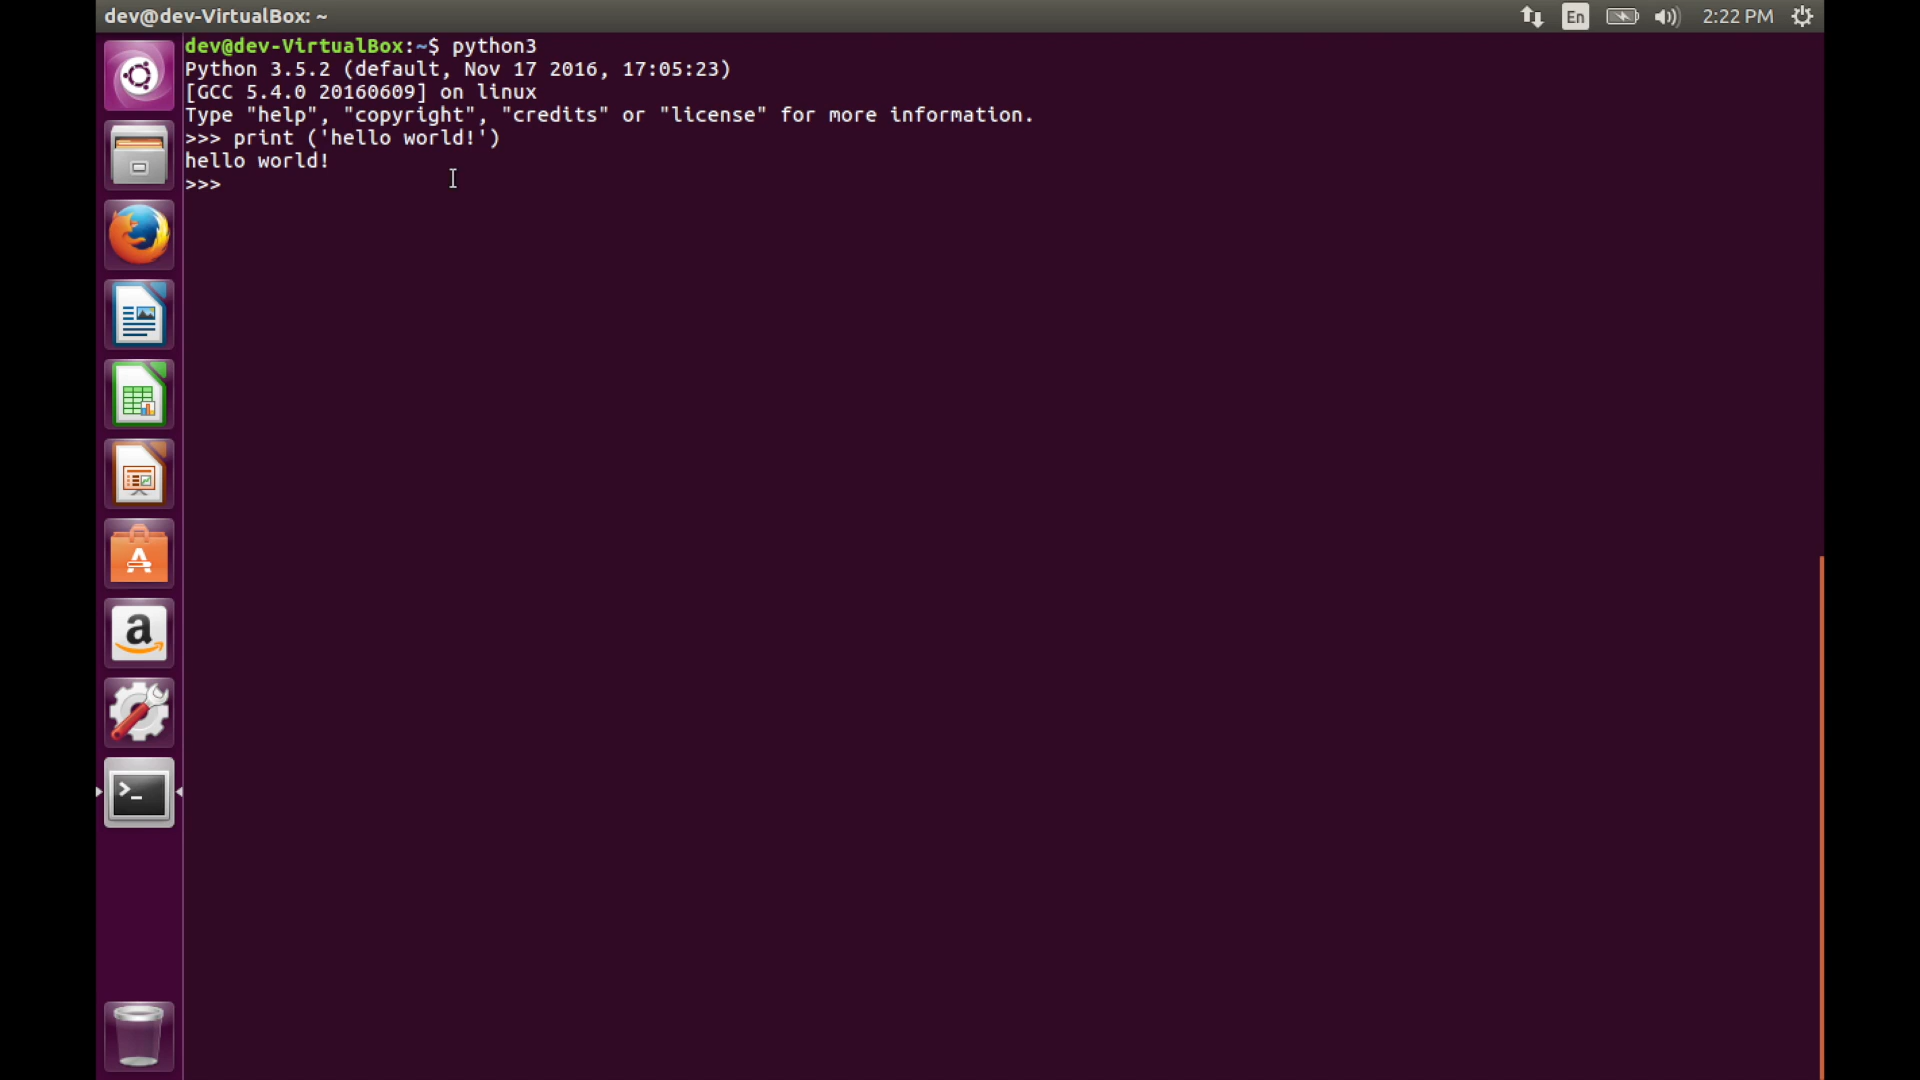 dev@dev-VirtualBox: ~
En
2:22 PM
dev@dev-VirtualBox:~$ python3
Python 3.5.2 (default, Nov 17 2016, 17:05:23)
[GCC 5.4.0 20160609] on linux
Type "help", "copyright", "credits" or "license" for more information.
>>> print ('hello world!')
hello world!
>>>